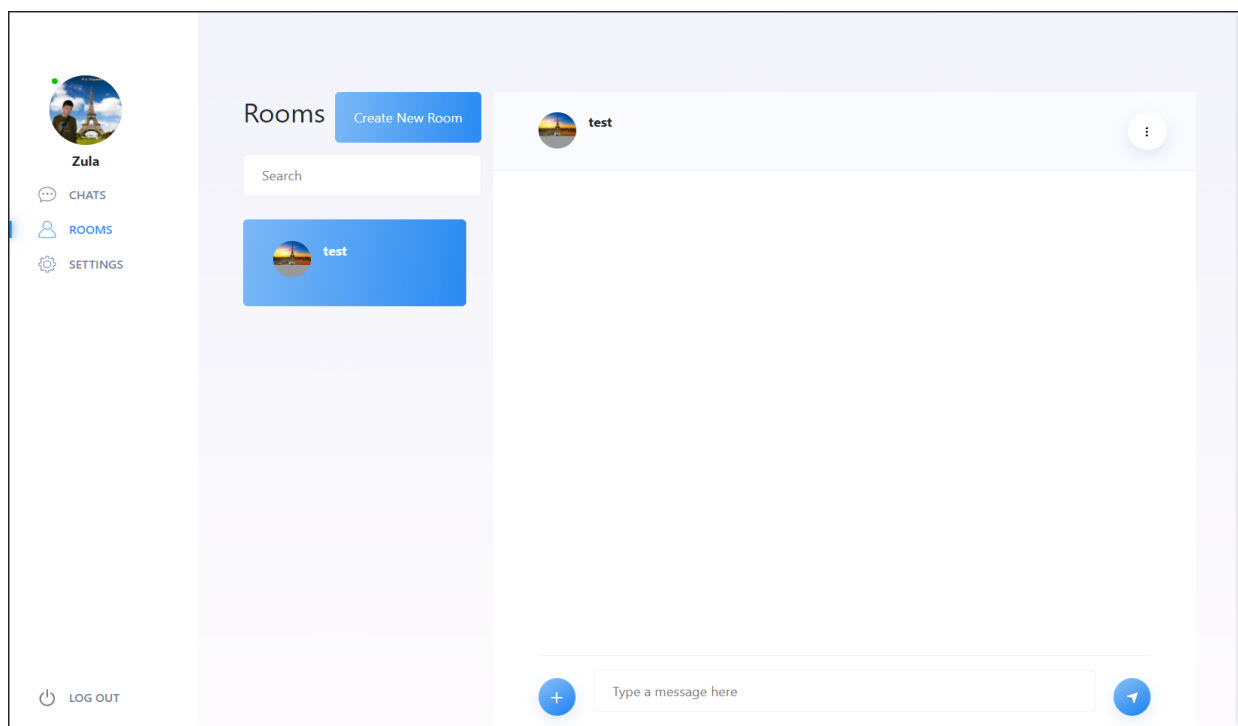 Zula
CHATS
ROOMS
SETTINGS
LOG OUT
Rooms
Create New Room
Search
test
test
Type a message here